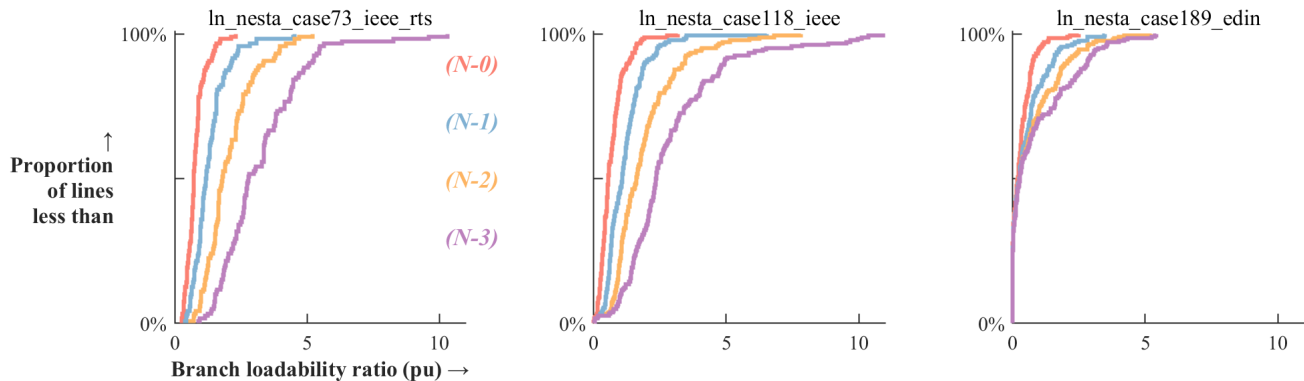 ln_nesta_case73_ieee_rts
ln_nesta_case118_ieee
ln_nesta_case189_edin
100%
100%
100%
(N-0)
(N-1)
(N-2)
(N-3)
↑
Proportion
of lines
less than
0%
0%
0%
0
5
10
0
5
10
0
5
10
Branch loadability ratio (pu) →